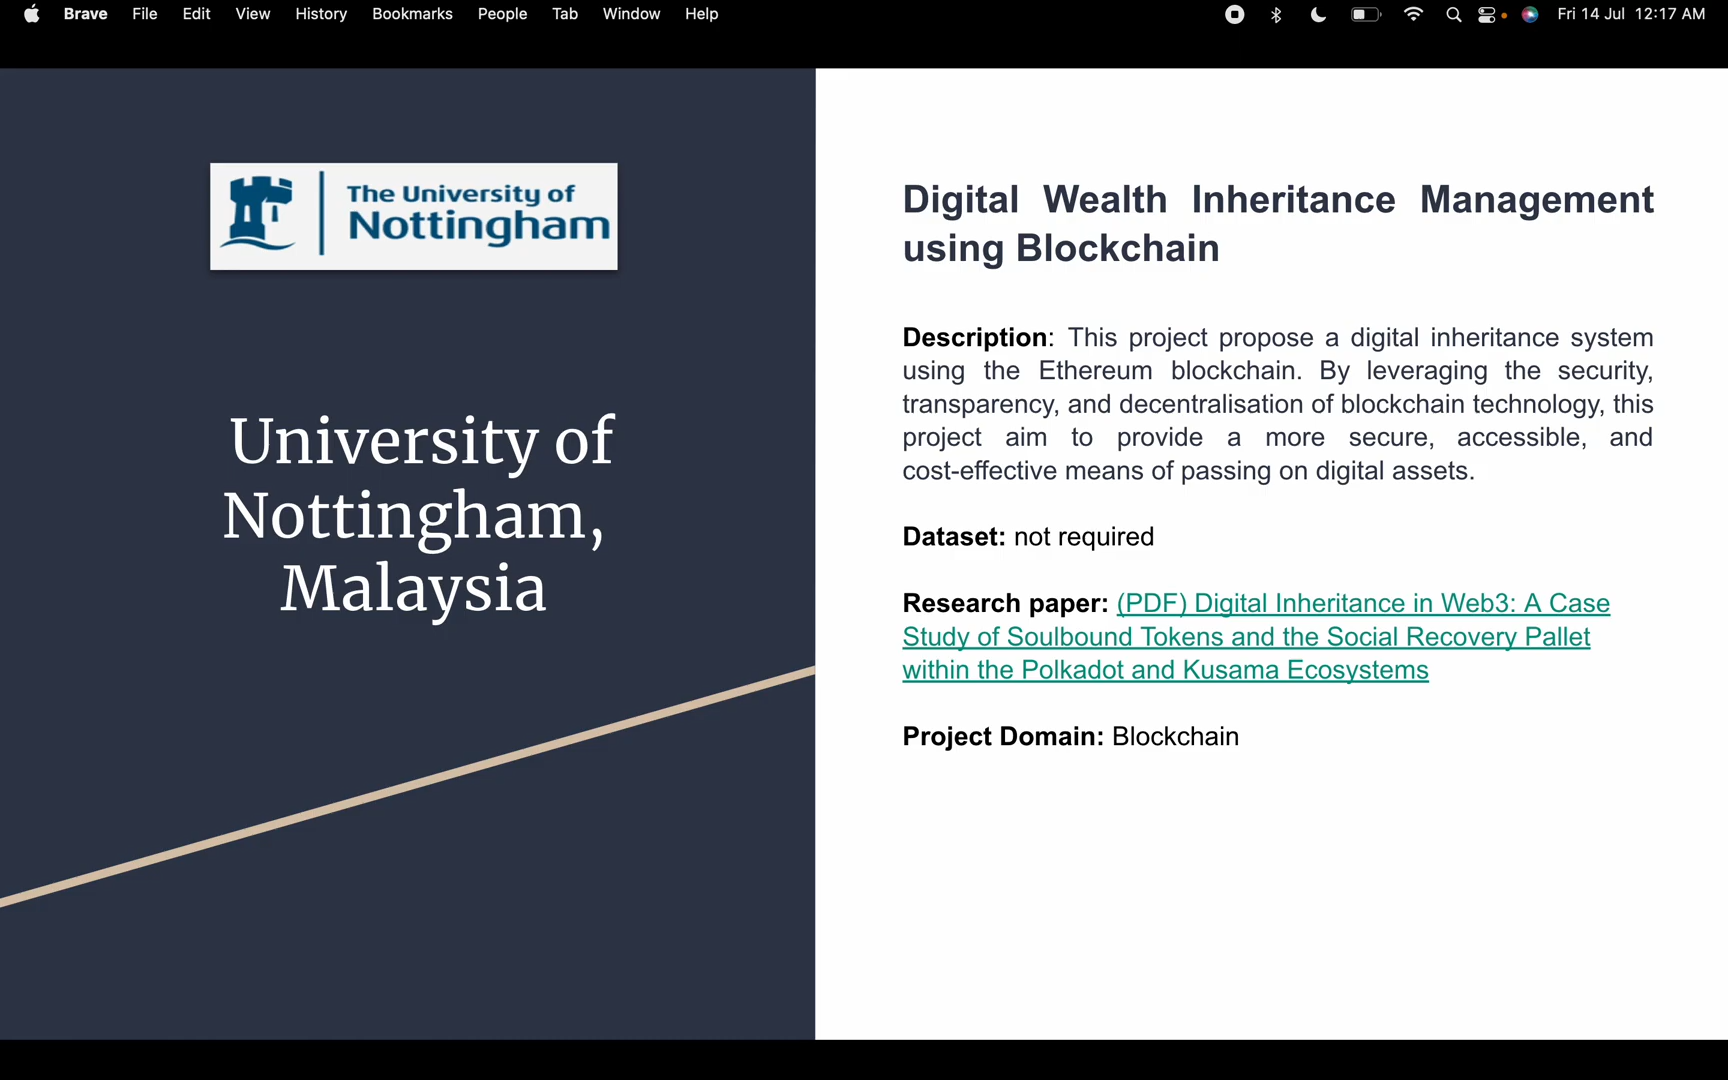 Brave File Edit View History Bookmarks People Tab Window Help Fri 14 Jul 12:17 AM
The University of
Nottingham
University of
Nottingham,
Malaysia
Digital Wealth Inheritance Management
using Blockchain
Description: This project propose a digital inheritance system
using the Ethereum blockchain. By leveraging the security,
transparency, and decentralisation of blockchain technology, this
project aim to provide a more secure, accessible, and
cost-effective means of passing on digital assets.
Dataset: not required
Research paper: (PDF) Digital Inheritance in Web3: A Case
Study of Soulbound Tokens and the Social Recovery Pallet
within the Polkadot and Kusama Ecosystems
Project Domain: Blockchain